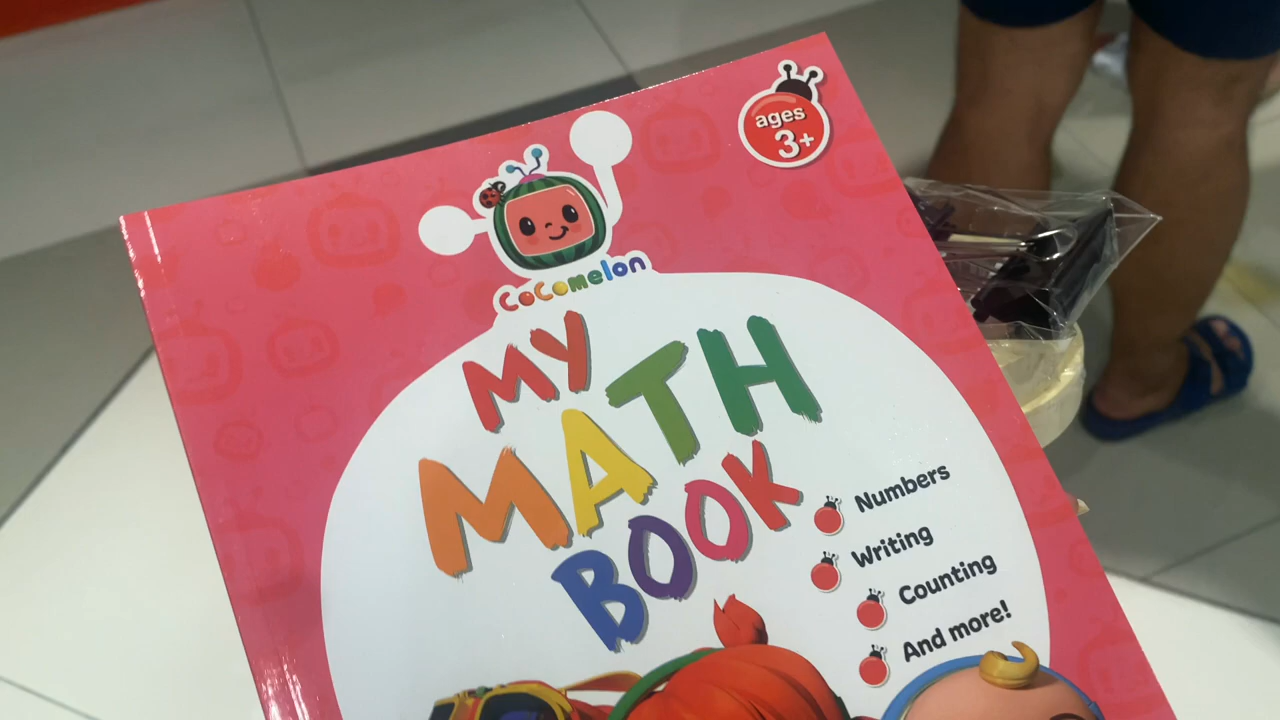 ages
3+
CoComelon
MY
MATH
BOOK
Numbers
Writing
Counting
And more!